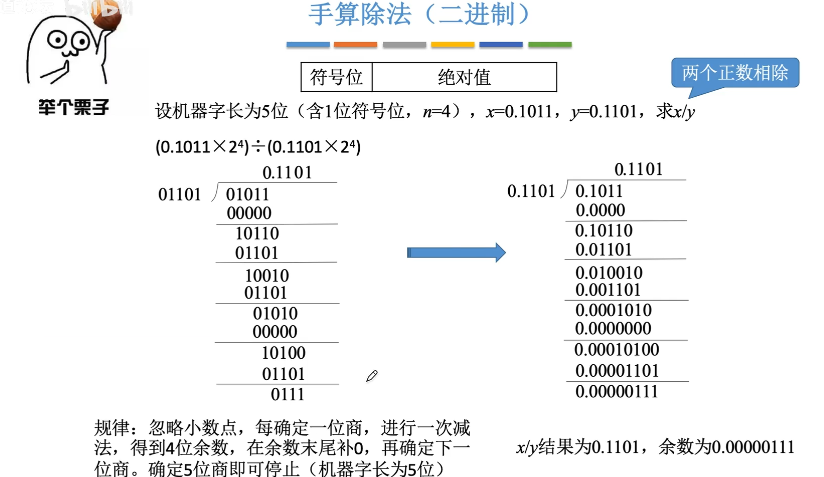 手算除法（二进制）
举个栗子
符号位 绝对值
两个正数相除
设机器字长为5位（含1位符号位，n=4），x=0.1011，y=0.1101，求x/y
(0.1011×2⁴)÷(0.1101×2⁴)
0.1101
01101 01011
00000
10110
01101
10010
01101
01010
00000
10100
01101
0111
0.1101
0.1101 0.1011
0.0000
0.10110
0.01101
0.010010
0.001101
0.0001010
0.0000000
0.00010100
0.00001101
0.00000111
规律：忽略小数点，每确定一位商，进行一次减
法，得到4位余数，在余数末尾补0，再确定下一
位商。确定5位商即可停止（机器字长为5位）
x/y结果为0.1101，余数为0.00000111